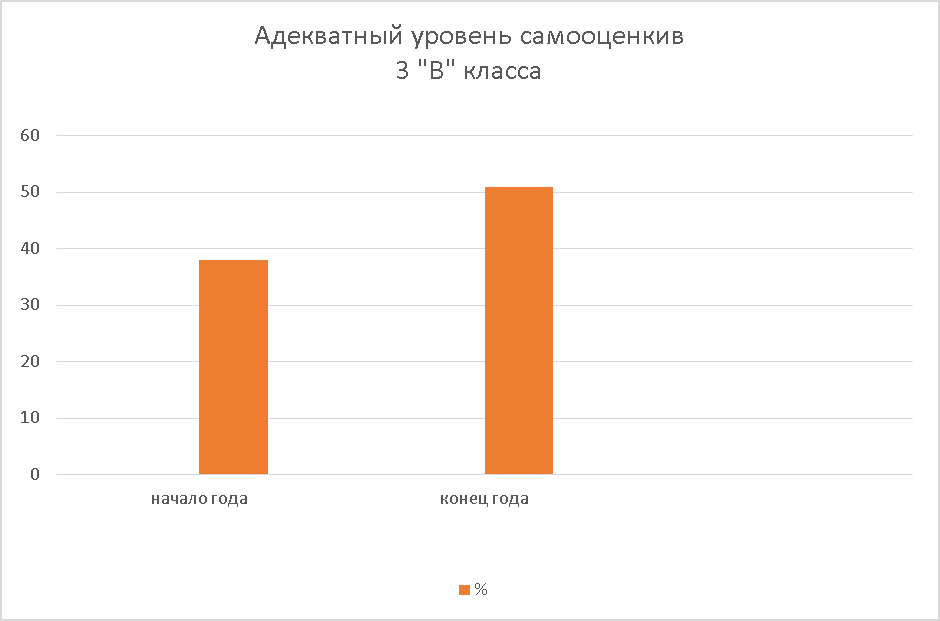 Адекватный уровень самооценкив
3 "В" класса
60
50
40
30
20
10
0
начало года
конец года
%